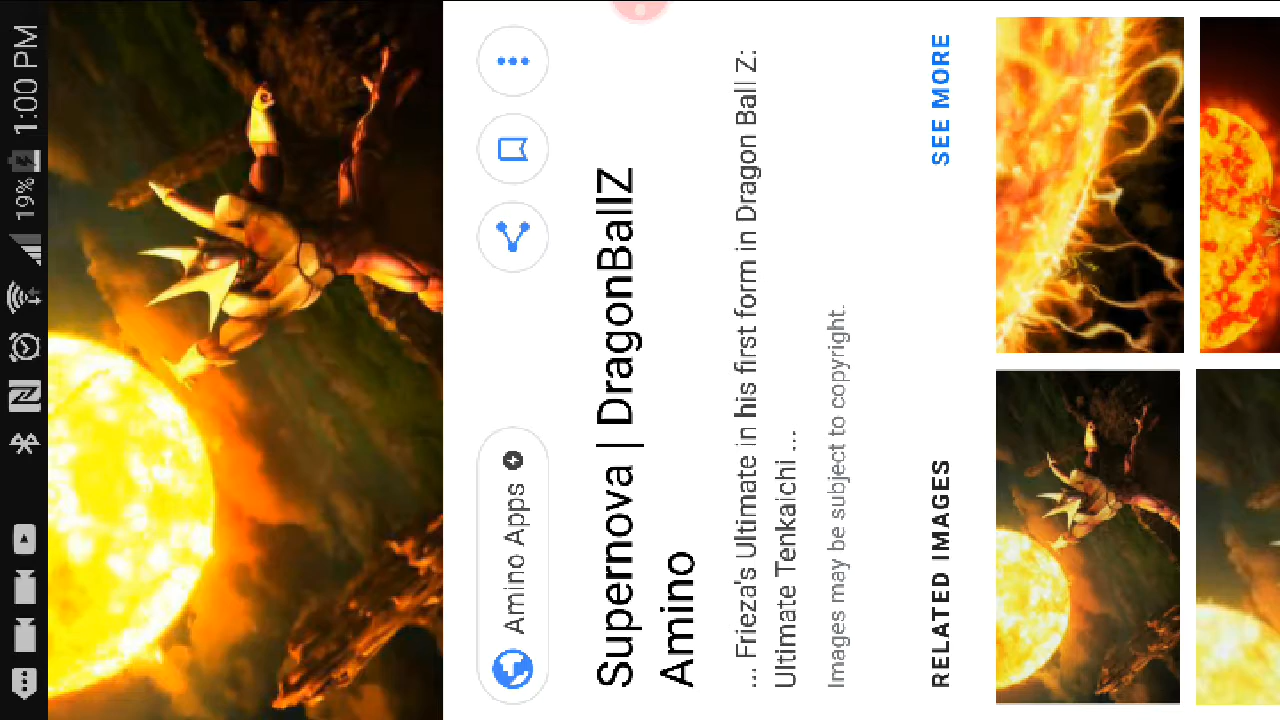 19% 1:00 PM
Amino Apps
Supernova | DragonBallZ
Amino
... Frieza's Ultimate in his first form in Dragon Ball Z:
Ultimate Tenkaichi ...
Images may be subject to copyright.
RELATED IMAGES
SEE MORE